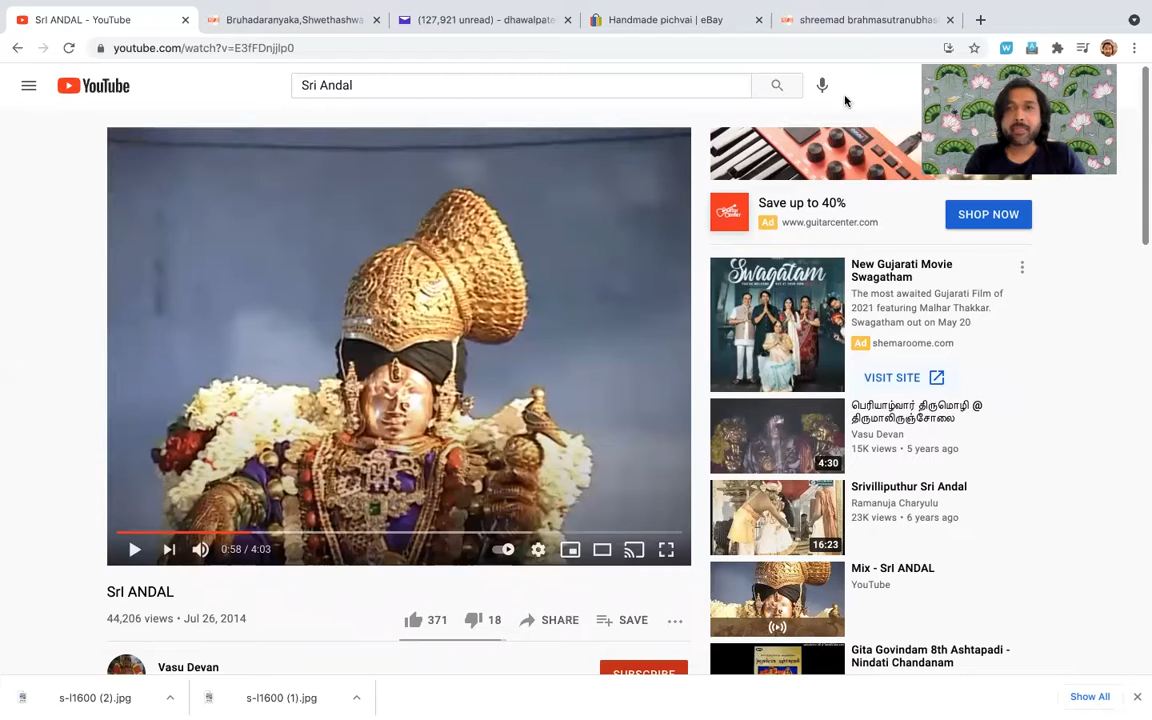 SrI ANDAL - YouTube
Bruhadaranyaka,Shwethashwa
(127,921 unread) - dhawalpate
Handmade pichvai | eBay
shreemad brahmasutranubhas
youtube.com/watch?v=E3fFDnjjlp0
YouTube
Sri Andal
Save up to 40%
Ad www.guitarcenter.com
SHOP NOW
Swagatam
New Gujarati Movie
Swagatham
The most awaited Gujarati Film of
2021 featuring Malhar Thakkar.
Swagatham out on May 20
Ad shemaroome.com
VISIT SITE
4:30
பெரியாழ்வார் திருமொழி @
திருமாலிருஞ்சோலை
Vasu Devan
15K views • 5 years ago
16:23
Srivilliputhur Sri Andal
Ramanuja Charyulu
23K views • 6 years ago
Mix - SrI ANDAL
YouTube
Gita Govindam 8th Ashtapadi -
Nindati Chandanam
0:58 / 4:03
SrI ANDAL
44,206 views • Jul 26, 2014
371
18
SHARE
SAVE
Vasu Devan
SUBSCRIBE
s-l1600 (2).jpg
s-l1600 (1).jpg
Show All